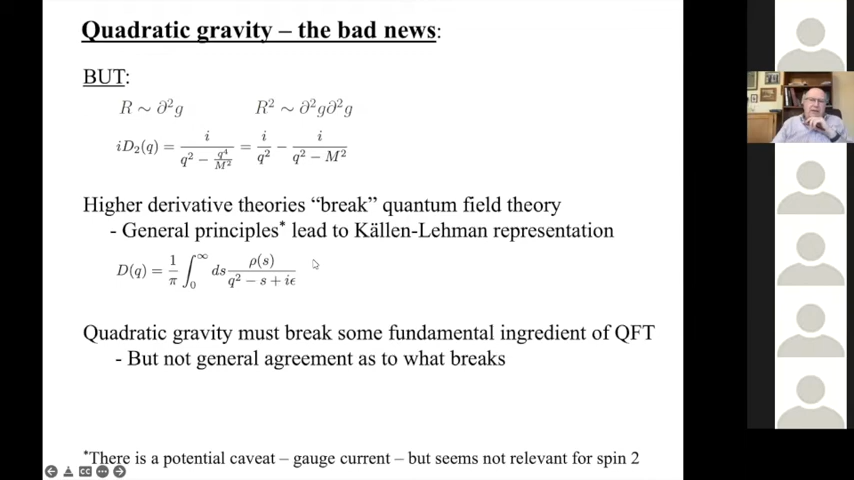 Quadratic gravity – the bad news:
BUT:
R ∼ ∂²g R² ∼ ∂²g∂²g
iD₂(q) = i / (q² − q⁴/M²) = i/q² − i/(q² − M²)
Higher derivative theories “break” quantum field theory
- General principles* lead to Källen-Lehman representation
D(q) = 1/π ∫₀^∞ ds ρ(s) / (q² − s + iϵ)
Quadratic gravity must break some fundamental ingredient of QFT
- But not general agreement as to what breaks
*There is a potential caveat – gauge current – but seems not relevant for spin 2
CC